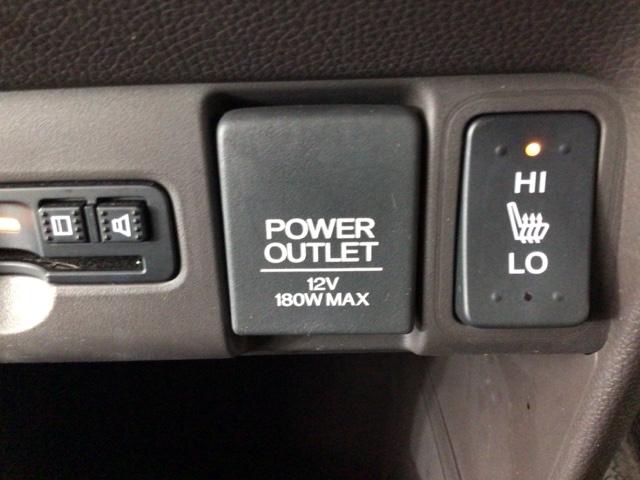 POWER
OUTLET
12V
180W MAX
HI
LO